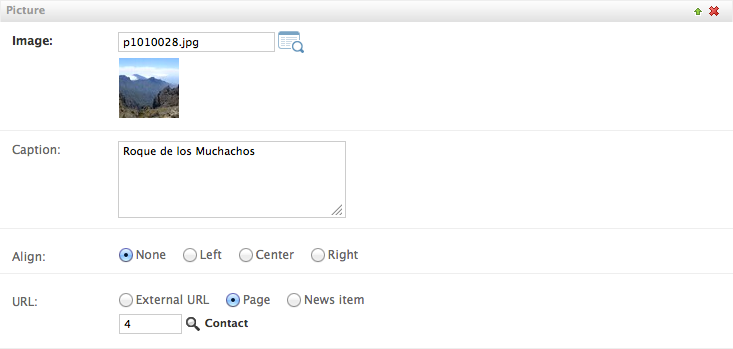 Picture
Image: p1010028.jpg
Caption: Roque de los Muchachos
Align: None Left Center Right
URL: External URL Page News item
4 Contact